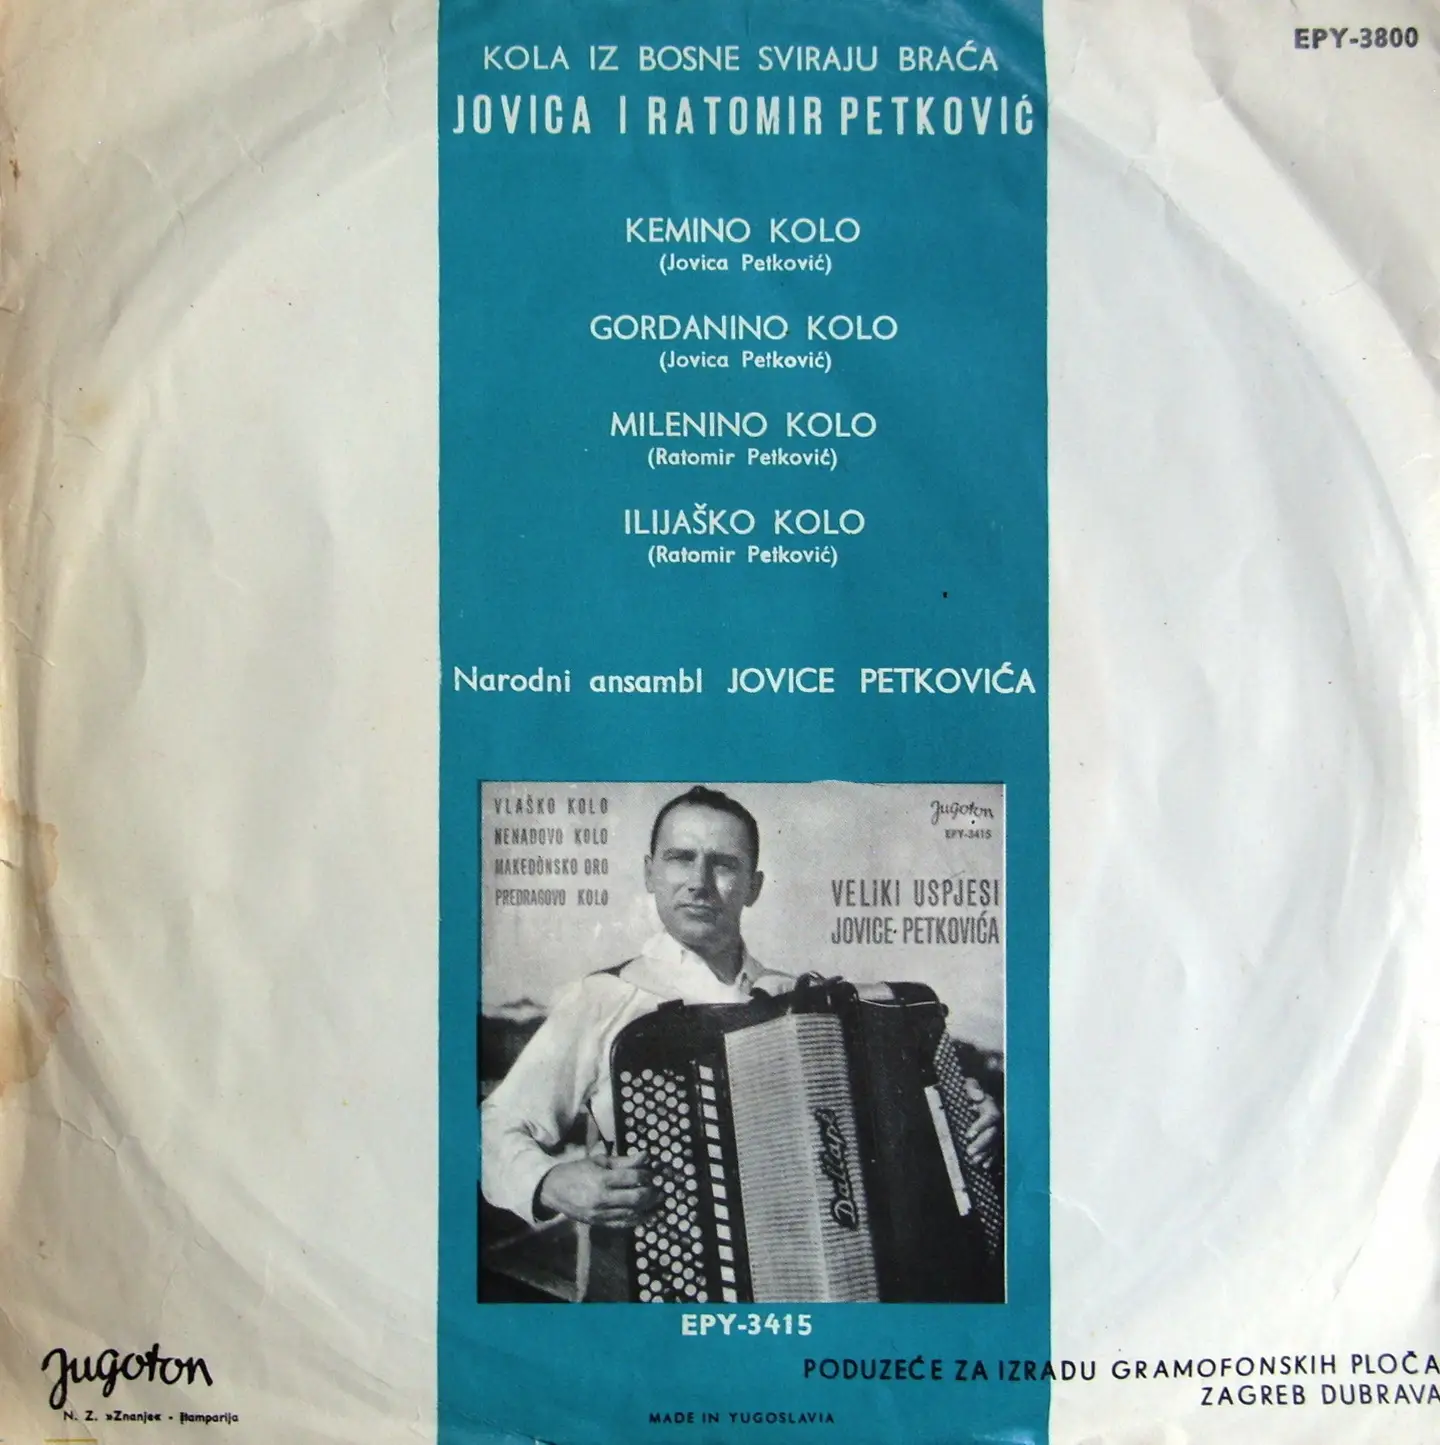 EPY-3800
KOLA IZ BOSNE SVIRAJU BRAĆA
JOVICA I RATOMIR PETKOVIĆ
KEMINO KOLO
(Jovica Petković)
GORDANINO KOLO
(Jovica Petković)
MILENINO KOLO
(Ratomir Petković)
ILIJAŠKO KOLO
(Ratomir Petković)
Narodni ansambl JOVICE PETKOVIĆA
VLAŠKO KOLO
NENADOVO KOLO
MAKEDONSKO ORO
PREDRAGOVO KOLO
Jugoton
EPY-3415
VELIKI USPJESI
JOVICE PETKOVIĆA
Dallapé
EPY-3415
Jugoton
N. Z. »Znanje« - štamparija
PODUZEĆE ZA IZRADU GRAMOFONSKIH PLOČA
ZAGREB DUBRAVA
MADE IN YUGOSLAVIA